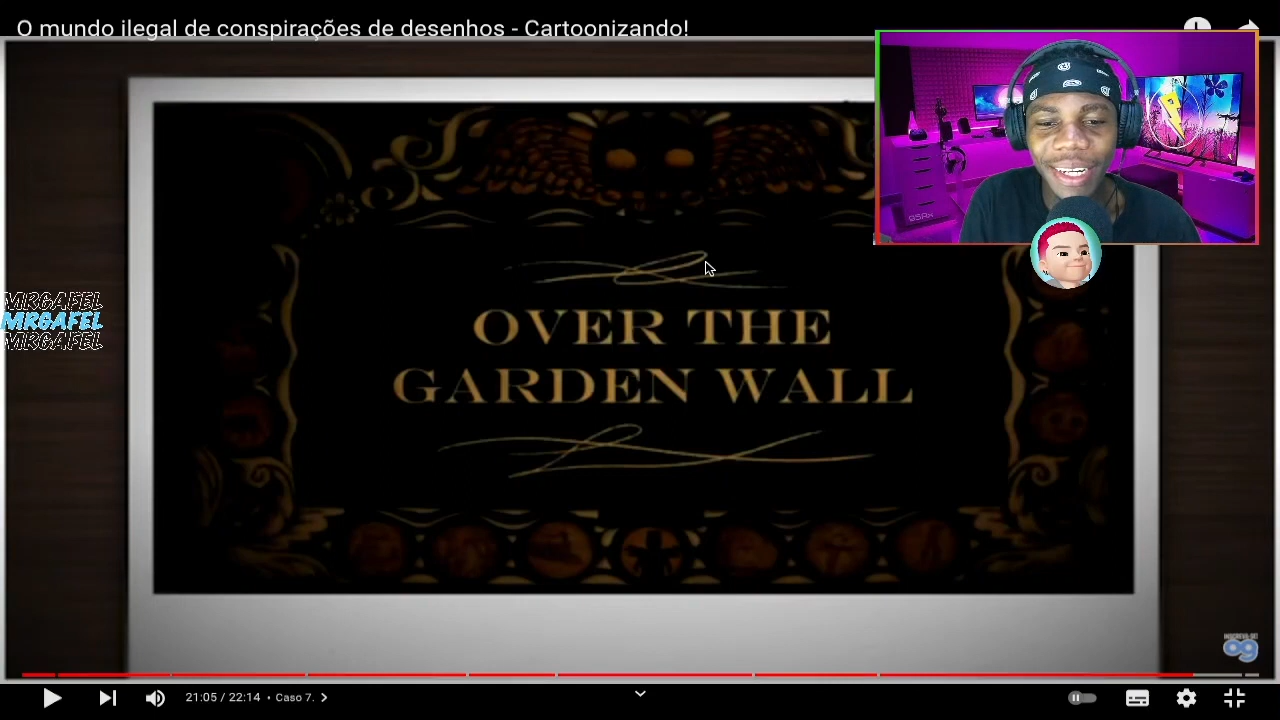 O mundo ilegal de conspirações de desenhos - Cartoonizando!
OVER THE
GARDEN WALL
MRGAFEL
MRGAFEL
MRGAFEL
21:05 / 22:14 • Caso 7.